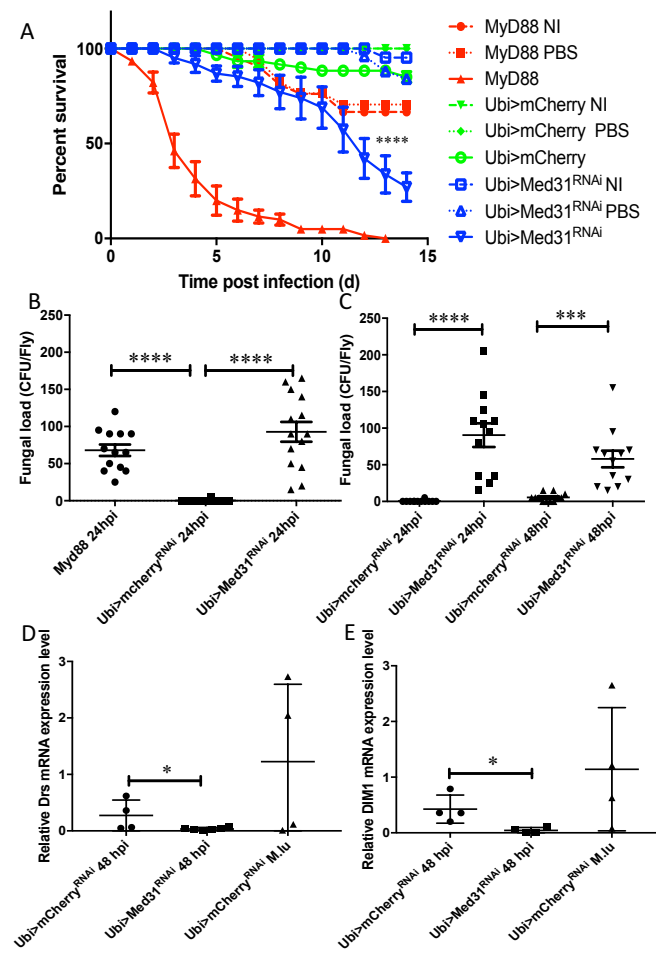 A
Percent survival
100
50
0
0
5
10
15
Time post infection (d)
****
MyD88 NI
MyD88 PBS
MyD88
Ubi>mCherry NI
Ubi>mCherry PBS
Ubi>mCherry
Ubi>Med31RNAi NI
Ubi>Med31RNAi PBS
Ubi>Med31RNAi
B
Fungal load (CFU/Fly)
250
200
150
100
50
0
****
****
Myd88 24hpi
Ubi>mcherryRNAi 24hpi
Ubi>Med31RNAi 24hpi
C
Fungal load (CFU/Fly)
250
200
150
100
50
0
****
***
Ubi>mcherryRNAi 24hpi
Ubi>Med31RNAi 24hpi
Ubi>mcherryRNAi 48hpi
Ubi>Med31RNAi 48hpi
D
Relative Drs mRNA expression level
3
2
1
0
*
Ubi>mCherryRNAi 48 hpi
Ubi>Med31RNAi 48 hpi
Ubi>mCherryRNAi M.lu
E
Relative DIM1 mRNA expression level
3
2
1
0
*
Ubi>mCherryRNAi 48 hpi
Ubi>Med31RNAi 48 hpi
Ubi>mCherryRNAi M.lu